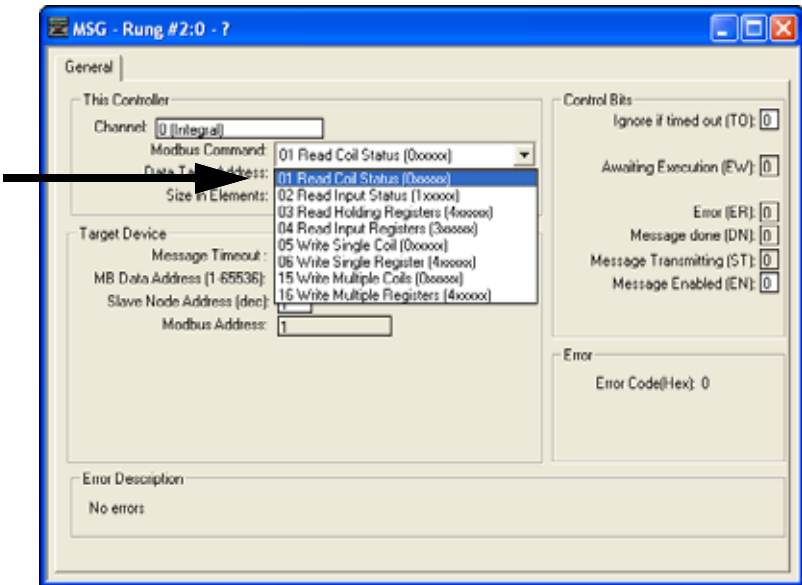 MSG - Rung #2:0 - ?
General
This Controller
Channel: 0 (Integral)
Modbus Command: 01 Read Coil Status (0xxxxx)
Data Table Address:
01 Read Coil Status (0xxxxx)
Size in Elements:
02 Read Input Status (1xxxxx)
03 Read Holding Registers (4xxxxx)
04 Read Input Registers (3xxxxx)
05 Write Single Coil (0xxxxx)
06 Write Single Register (4xxxxx)
15 Write Multiple Coils (0xxxxx)
16 Write Multiple Registers (4xxxxx)
Target Device
Message Timeout :
MB Data Address (1-65536):
Slave Node Address (dec): 1
Modbus Address: 1
Control Bits
Ignore if timed out (TO): 0
Awaiting Execution (EW): 0
Error (ER): 0
Message done (DN): 0
Message Transmitting (ST): 0
Message Enabled (EN): 0
Error
Error Code(Hex): 0
Error Description
No errors